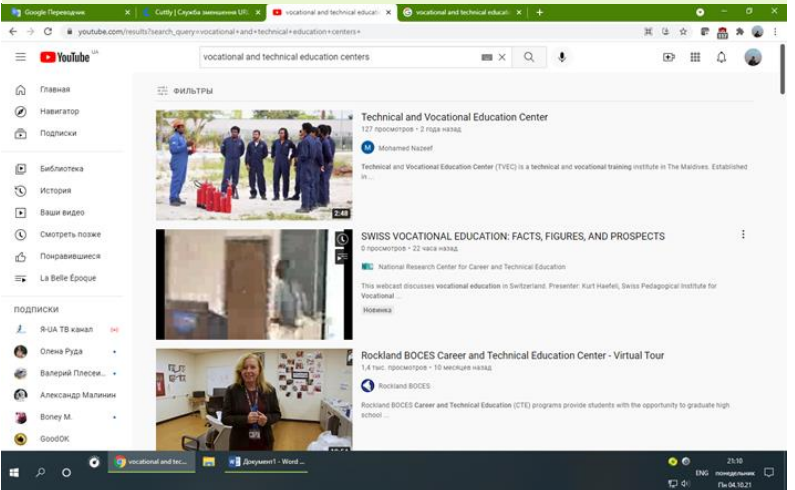 Google Переводчик
Cuttly | Служба зменшення URL
vocational and technical educati
vocational and technical educati
youtube.com/results?search_query=vocational+and+technical+education+centers+
YouTube UA
vocational and technical education centers
Главная
Навигатор
Подписки
Библиотека
История
Ваши видео
Смотреть позже
Понравившиеся
La Belle Époque
ПОДПИСКИ
Я-UA ТВ канал
Олена Руда
Валерий Плесеи...
Александр Малинин
Boney M.
GoodOK
ФИЛЬТРЫ
2:48
Technical and Vocational Education Center
127 просмотров • 2 года назад
M Mohamed Nazeef
Technical and Vocational Education Center (TVEC) is a technical and vocational training institute in The Maldives. Established
in ...
SWISS VOCATIONAL EDUCATION: FACTS, FIGURES, AND PROSPECTS
0 просмотров • 22 часа назад
National Research Center for Career and Technical Education
This webcast discusses vocational education in Switzerland. Presenter: Kurt Haefeli, Swiss Pedagogical Institute for
Vocational ...
Новинка
Rockland BOCES Career and Technical Education Center - Virtual Tour
1,4 тыс. просмотров • 10 месяцев назад
Rockland BOCES
Rockland BOCES Career and Technical Education (CTE) programs provide students with the opportunity to graduate high
school ...
vocational and tec...
Документ1 - Word ...
21:10
ENG понедельник
Пн 04.10.21